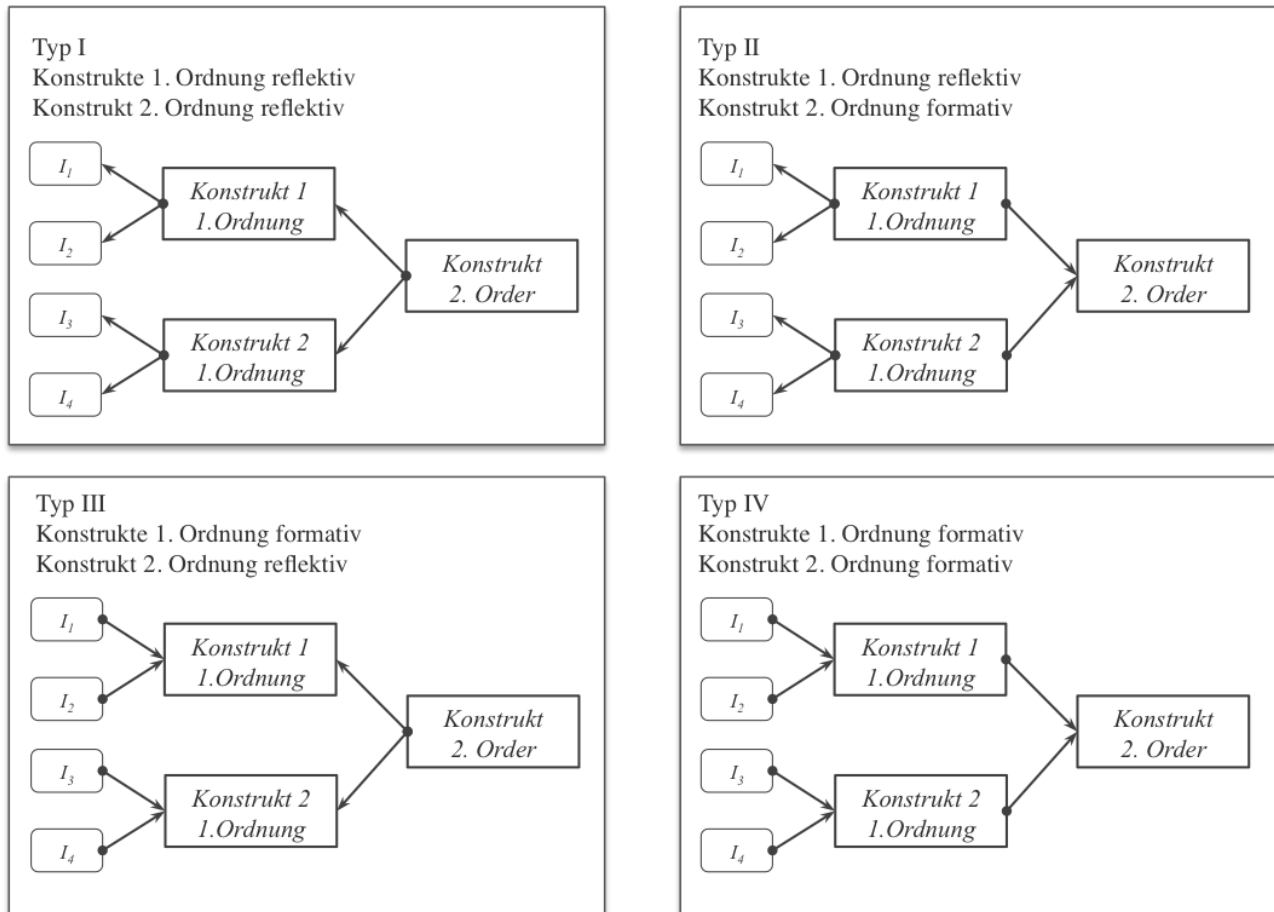 Typ I
Konstrukte 1. Ordnung reflektiv
Konstrukt 2. Ordnung reflektiv
I₁
I₂
I₃
I₄
Konstrukt 1
1.Ordnung
Konstrukt 2
1.Ordnung
Konstrukt
2. Order
Typ II
Konstrukte 1. Ordnung reflektiv
Konstrukt 2. Ordnung formativ
I₁
I₂
I₃
I₄
Konstrukt 1
1.Ordnung
Konstrukt 2
1.Ordnung
Konstrukt
2. Order
Typ III
Konstrukte 1. Ordnung formativ
Konstrukt 2. Ordnung reflektiv
I₁
I₂
I₃
I₄
Konstrukt 1
1.Ordnung
Konstrukt 2
1.Ordnung
Konstrukt
2. Order
Typ IV
Konstrukte 1. Ordnung formativ
Konstrukt 2. Ordnung formativ
I₁
I₂
I₃
I₄
Konstrukt 1
1.Ordnung
Konstrukt 2
1.Ordnung
Konstrukt
2. Order